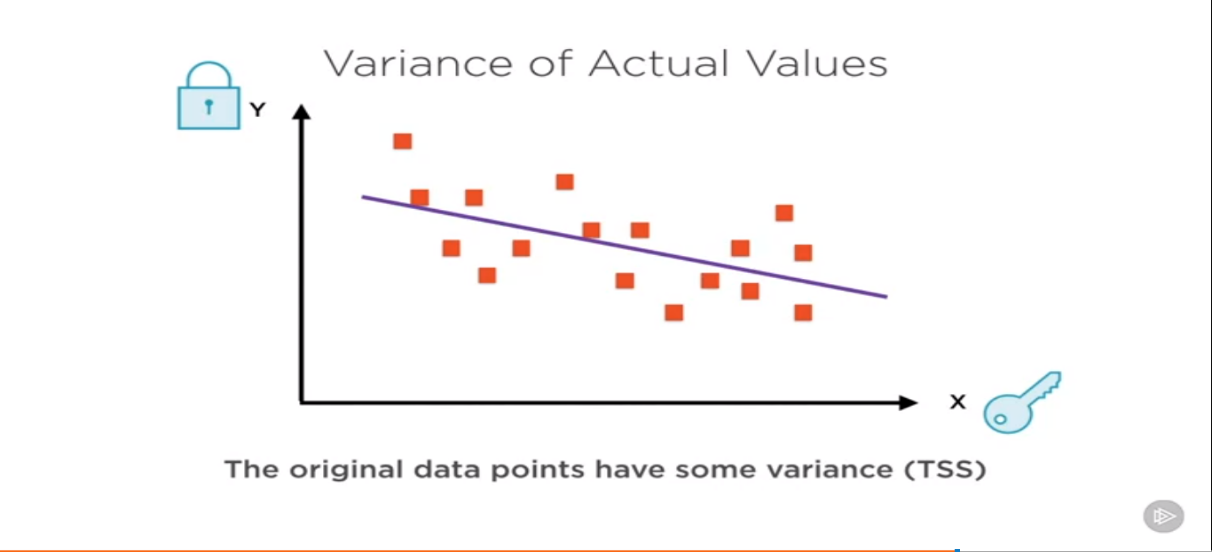 Variance of Actual Values
Y
X
The original data points have some variance (TSS)